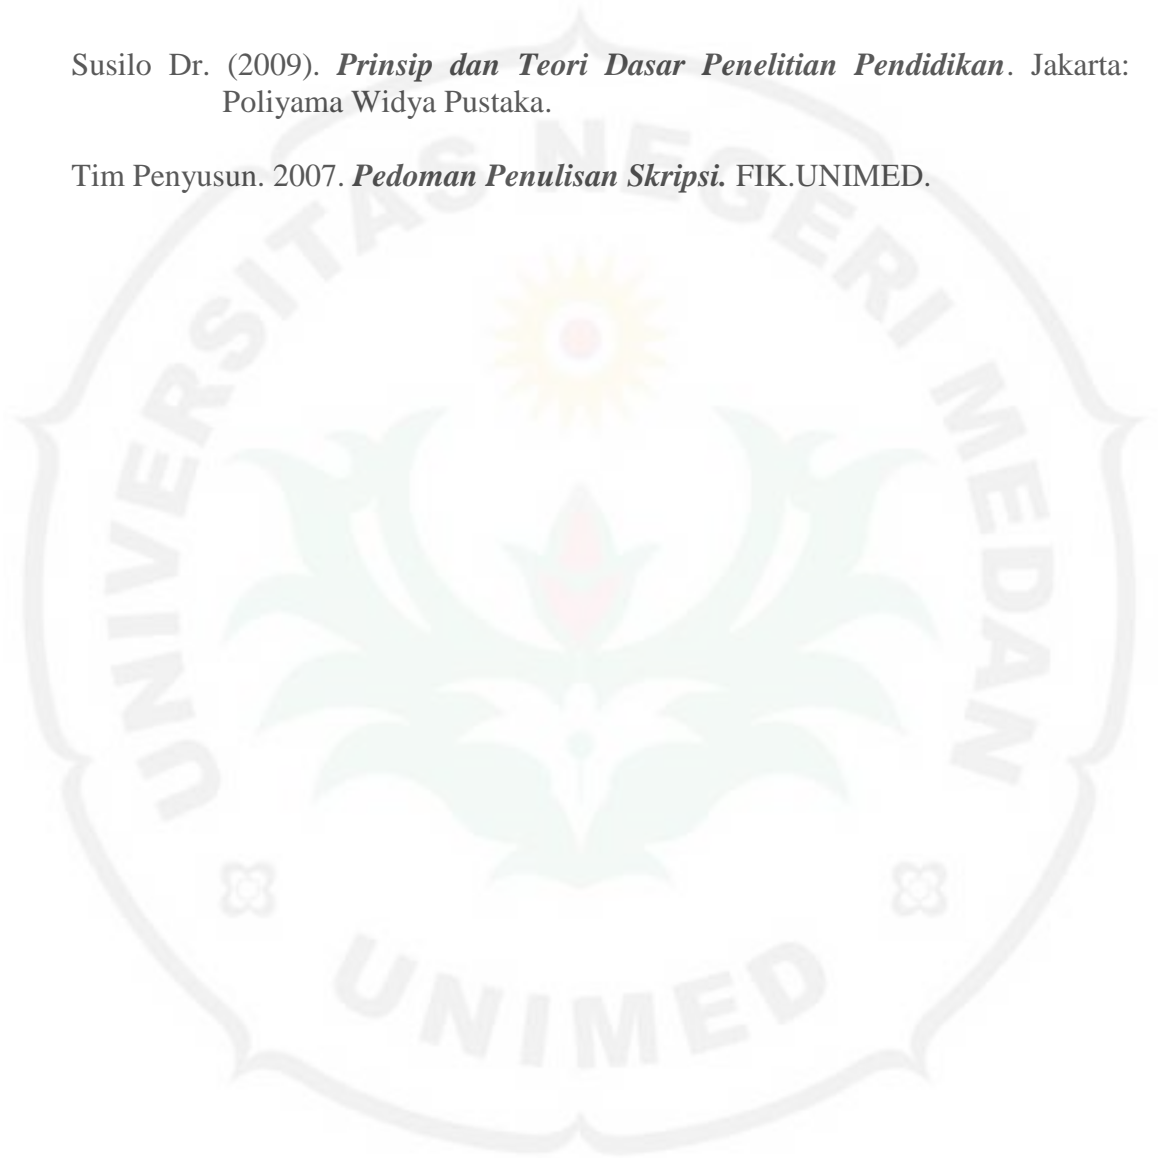 Susilo Dr. (2009). Prinsip dan Teori Dasar Penelitian Pendidikan. Jakarta:
Poliyama Widya Pustaka.
Tim Penyusun. 2007. Pedoman Penulisan Skripsi. FIK.UNIMED.
UNIVERSITAS NEGERI MEDAN
UNIMED